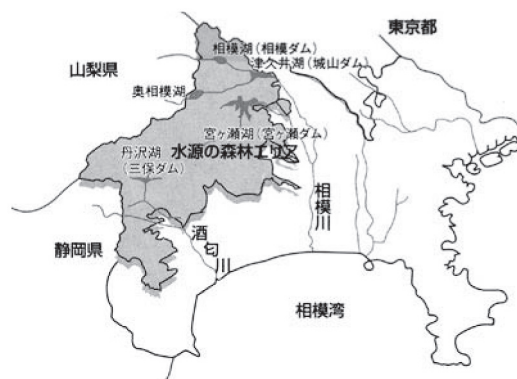 東京都
相模湖(相模ダム)
津久井湖(城山ダム)
山梨県
奥相模湖
宮ヶ瀬湖(宮ヶ瀬ダム)
水源の森林エリア
丹沢湖
(三保ダム)
相模川
静岡県
酒匂川
相模湾